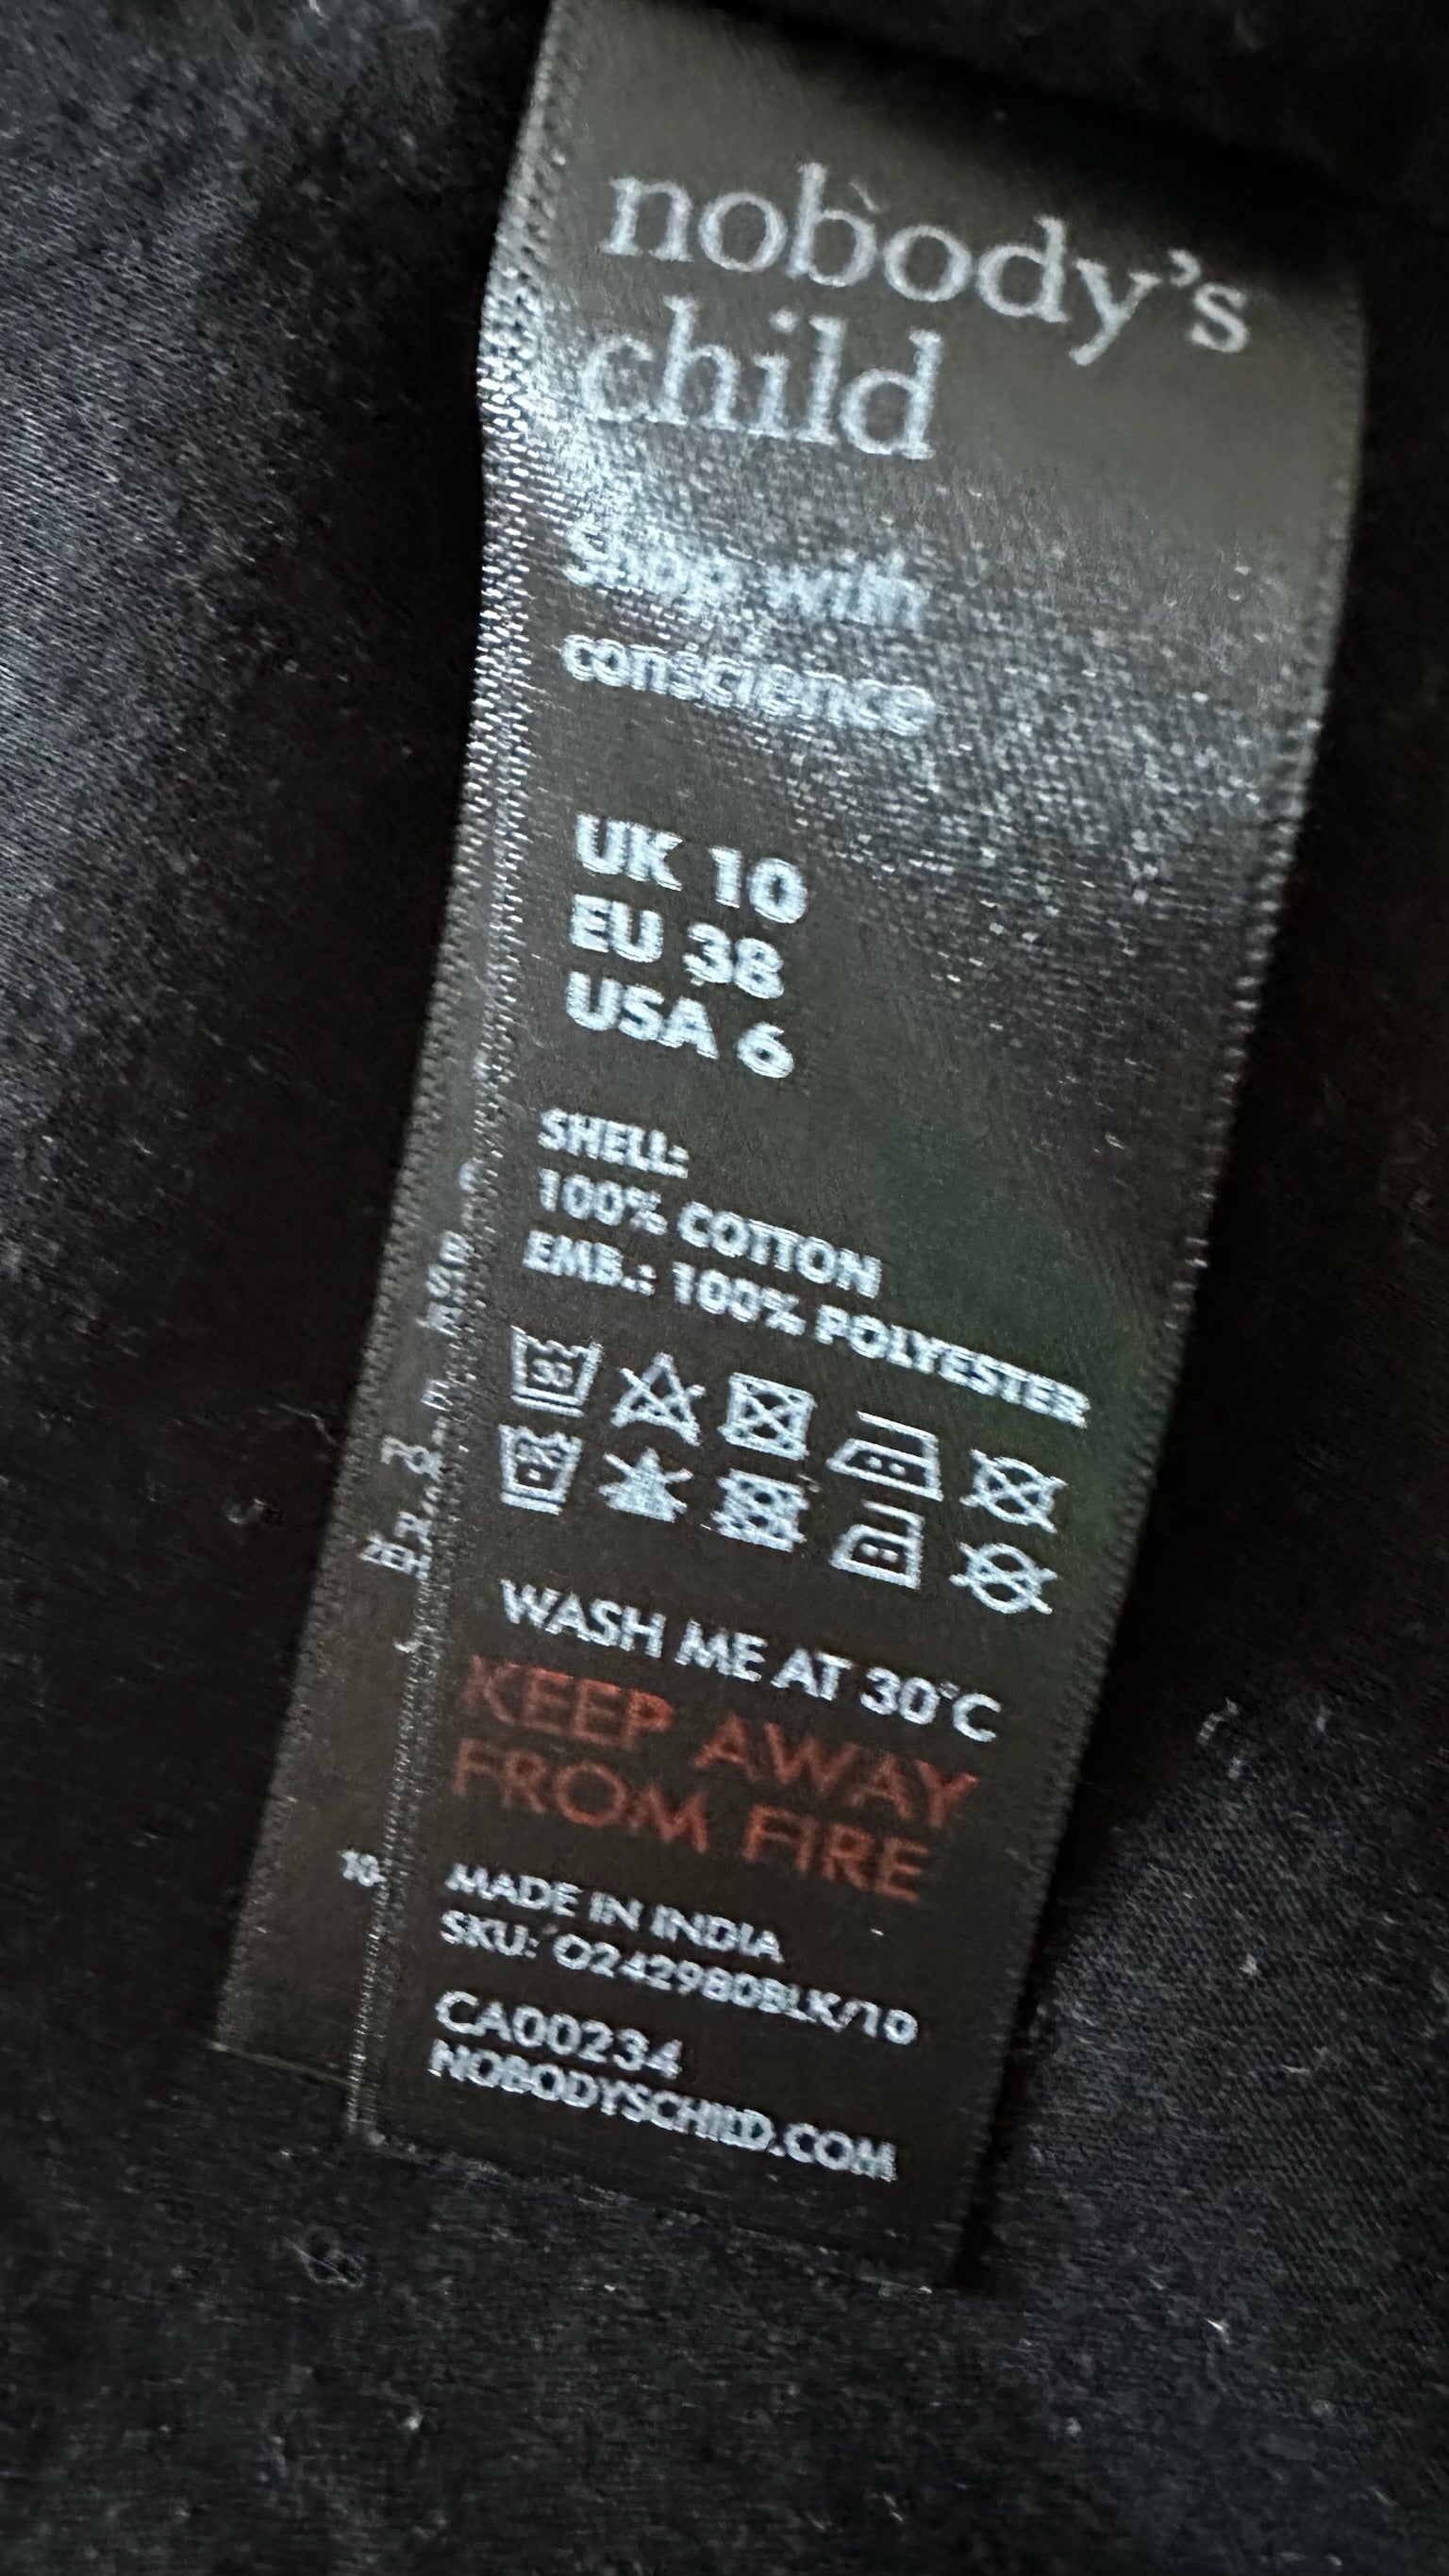 nobody's
child
Shop with
conscience
UK 10
EU 38
USA 6
SHELL:
100% COTTON
EMB.: 100% POLYESTER
WASH ME AT 30°C
KEEP AWAY
FROM FIRE
MADE IN INDIA
SKU: O242980BLK/10
CA00234
NOBODYSCHILD.COM